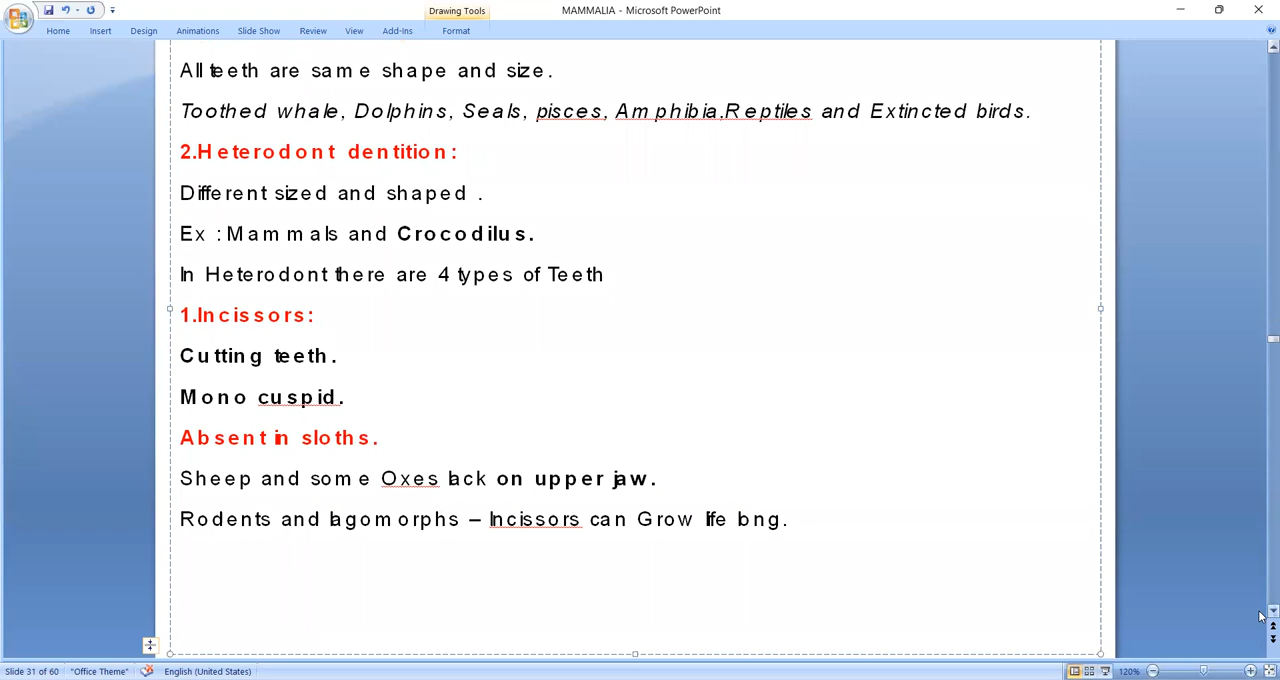 Drawing Tools
MAMMALIA - Microsoft PowerPoint
Home Insert Design Animations Slide Show Review View Add-Ins Format
All teeth are same shape and size.
Toothed whale, Dolphins, Seals, pisces, Amphibia,Reptiles and Extincted birds.
2.Heterodont dentition:
Different sized and shaped .
Ex :Mammals and Crocodilus.
In Heterodont there are 4 types of Teeth
1.Incissors:
Cutting teeth.
Mono cuspid.
Absent in sloths.
Sheep and some Oxes lack on upper jaw.
Rodents and lagomorphs – Incissors can Grow life long.
Slide 31 of 60 "Office Theme" English (United States) 120%